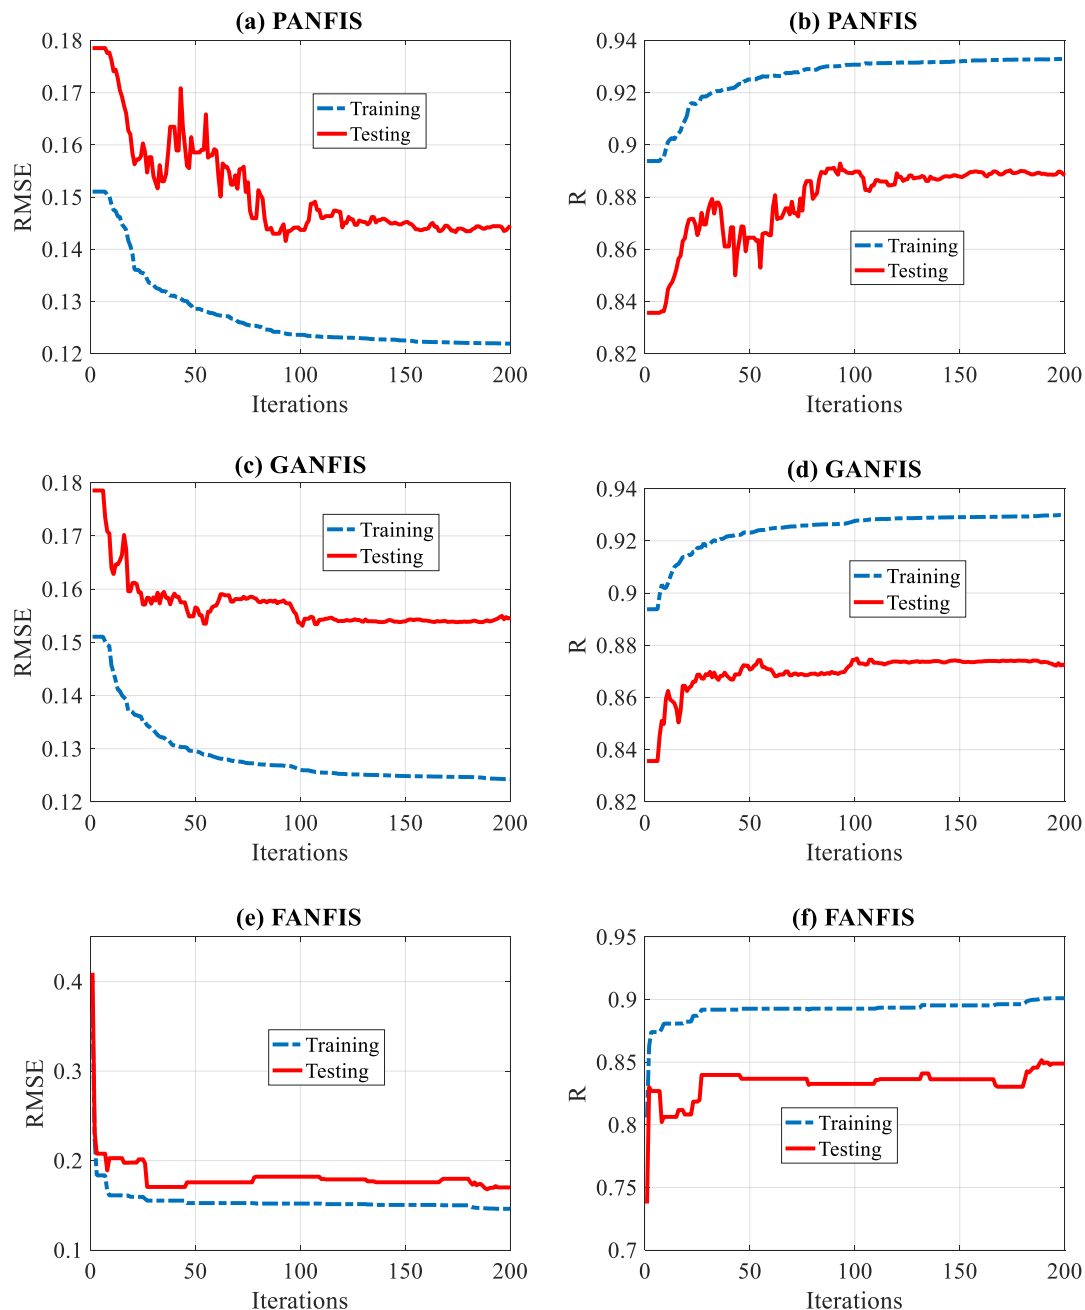 (a) PANFIS
0.18
0.17
0.16
0.15
0.14
0.13
0.12
RMSE
Training
Testing
0 50 100 150 200
Iterations
(b) PANFIS
0.94
0.92
0.9
0.88
0.86
0.84
0.82
R
Training
Testing
0 50 100 150 200
Iterations
(c) GANFIS
0.18
0.17
0.16
0.15
0.14
0.13
0.12
RMSE
Training
Testing
0 50 100 150 200
Iterations
(d) GANFIS
0.94
0.92
0.9
0.88
0.86
0.84
0.82
R
Training
Testing
0 50 100 150 200
Iterations
(e) FANFIS
0.4
0.3
0.2
0.1
RMSE
Training
Testing
0 50 100 150 200
Iterations
(f) FANFIS
0.95
0.9
0.85
0.8
0.75
0.7
R
Training
Testing
0 50 100 150 200
Iterations